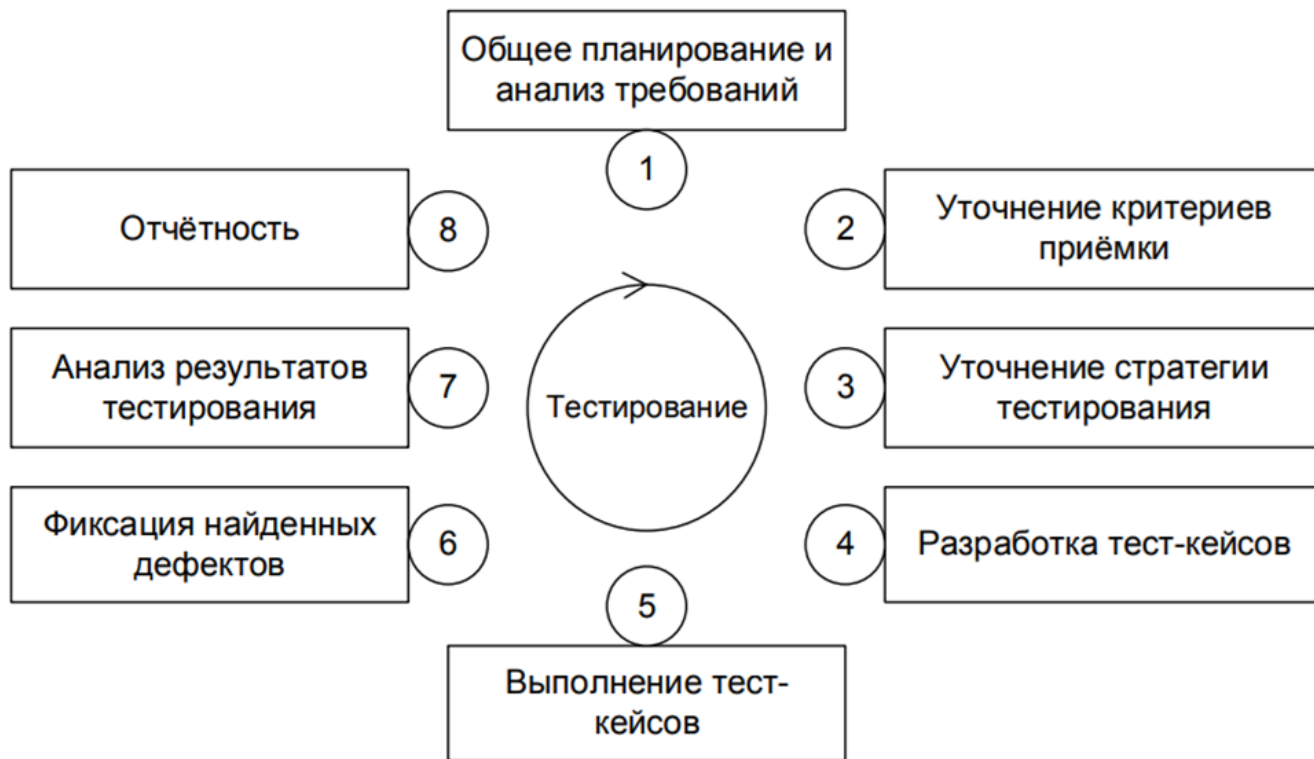 Общее планирование и
анализ требований
1
2
Уточнение критериев
приёмки
3
Уточнение стратегии
тестирования
4
Разработка тест-кейсов
5
Выполнение тест-
кейсов
6
Фиксация найденных
дефектов
7
Анализ результатов
тестирования
8
Отчётность
Тестирование